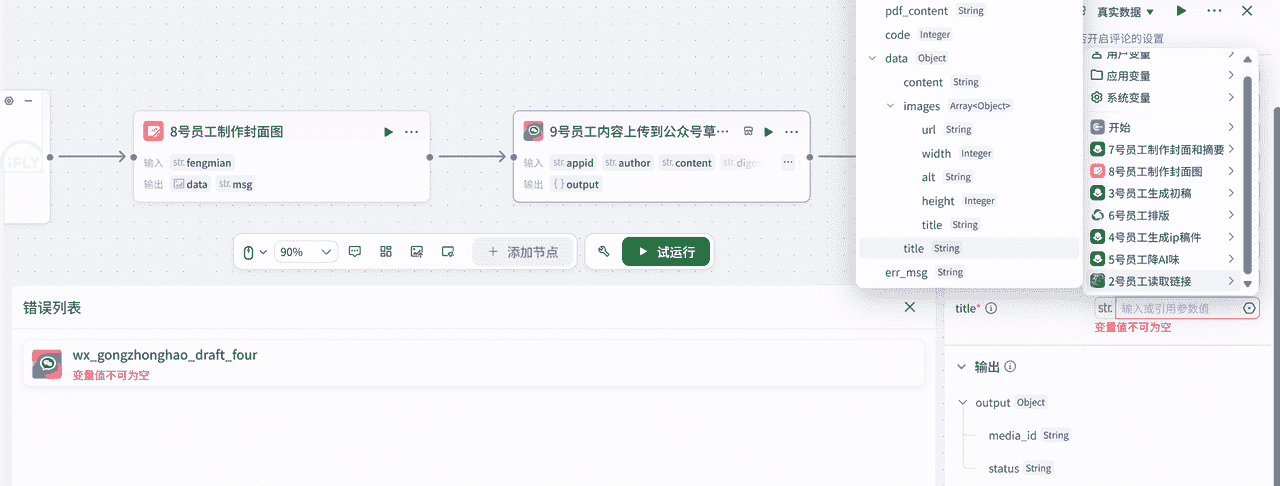 pdf_content String
真实数据
code Integer
否开启评论的设置
data Object
用户变量
content String
应用变量
images Array<Object>
系统变量
url String
开始
width Integer
7号员工制作封面和摘要
alt String
8号员工制作封面图
height Integer
3号员工生成初稿
title String
6号员工排版
title String
4号员工生成ip稿件
err_msg String
5号员工降AI味
2号员工读取链接
iFLY
8号员工制作封面图
输入 str. fengmian
输出 data str. msg
9号员工内容上传到公众号草…
输入 str. appid str. author str. content str. diges
输出 { } output
90%
添加节点
试运行
错误列表
wx_gongzhonghao_draft_four
变量值不可为空
title*
str. 输入或引用参数值
变量值不可为空
输出
output Object
media_id String
status String